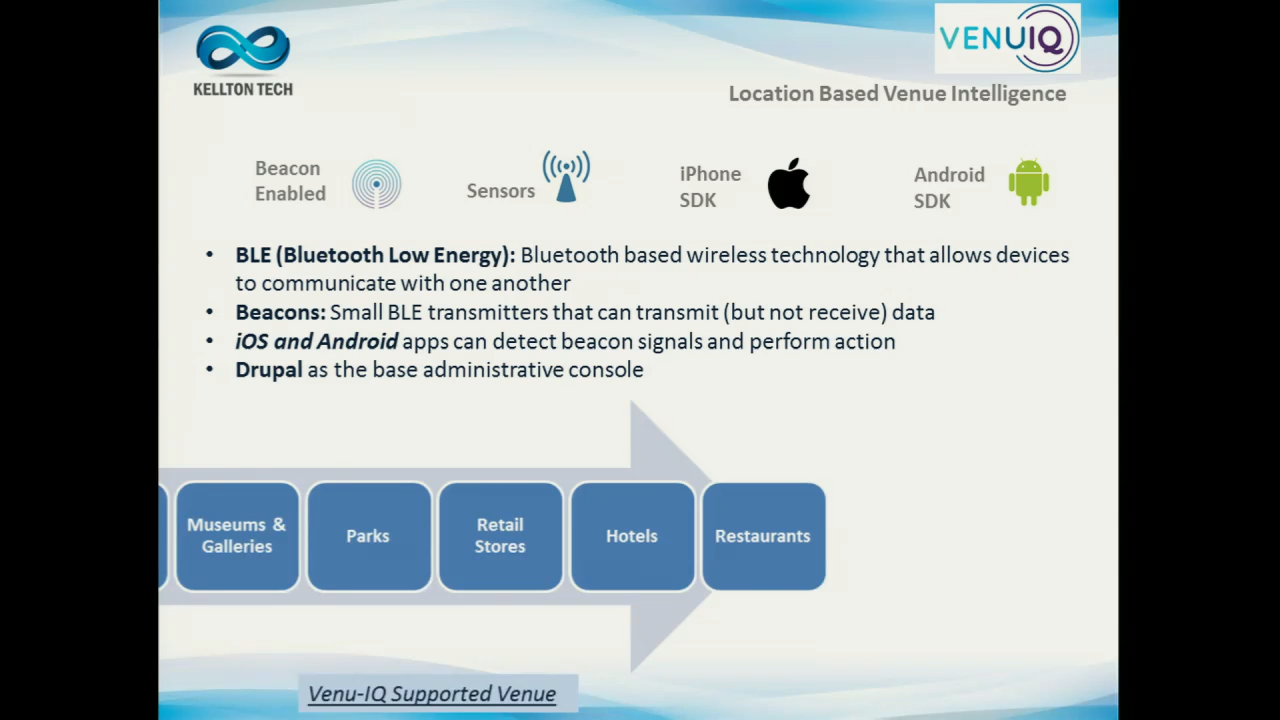 KELLTON TECH
VENUIQ
Location Based Venue Intelligence
Beacon
Enabled
Sensors
iPhone
SDK
Android
SDK
• BLE (Bluetooth Low Energy): Bluetooth based wireless technology that allows devices
to communicate with one another
• Beacons: Small BLE transmitters that can transmit (but not receive) data
• iOS and Android apps can detect beacon signals and perform action
• Drupal as the base administrative console
Museums &
Galleries
Parks
Retail
Stores
Hotels
Restaurants
Venu-IQ Supported Venue